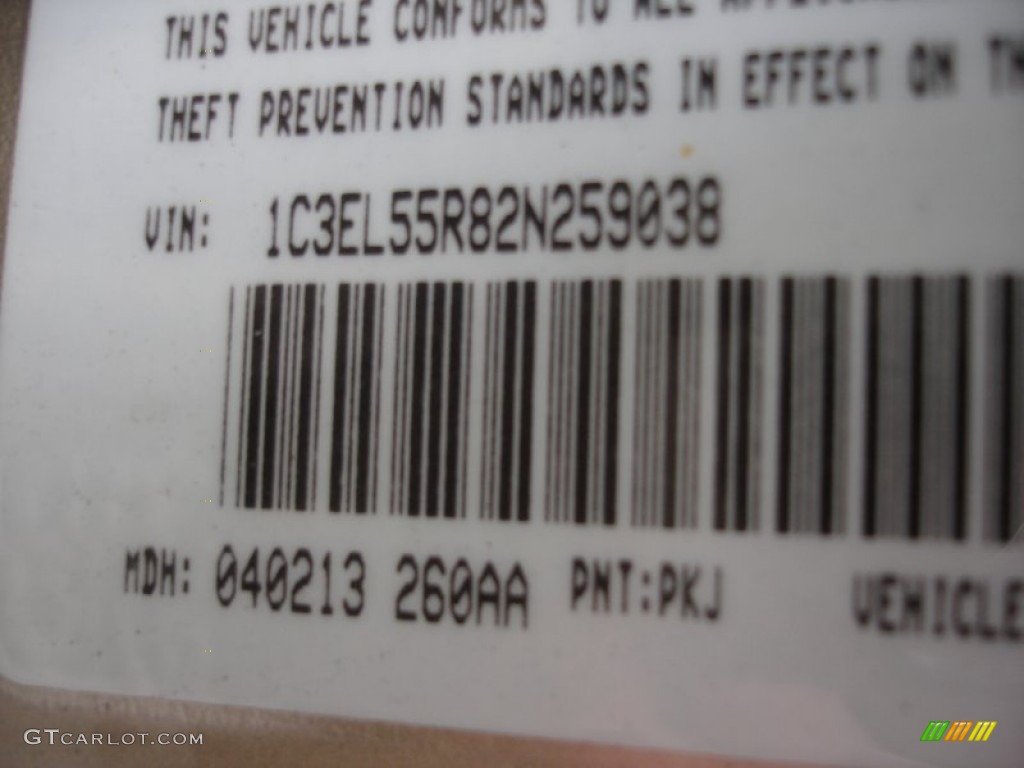 THIS VEHICLE CONFORMS TO ALL
THEFT PREVENTION STANDARDS IN EFFECT ON
VIN: 1C3EL55R82N259038
MDH: 040213 260AA PNT:PKJ VEHICLE
GTCARLOT.COM